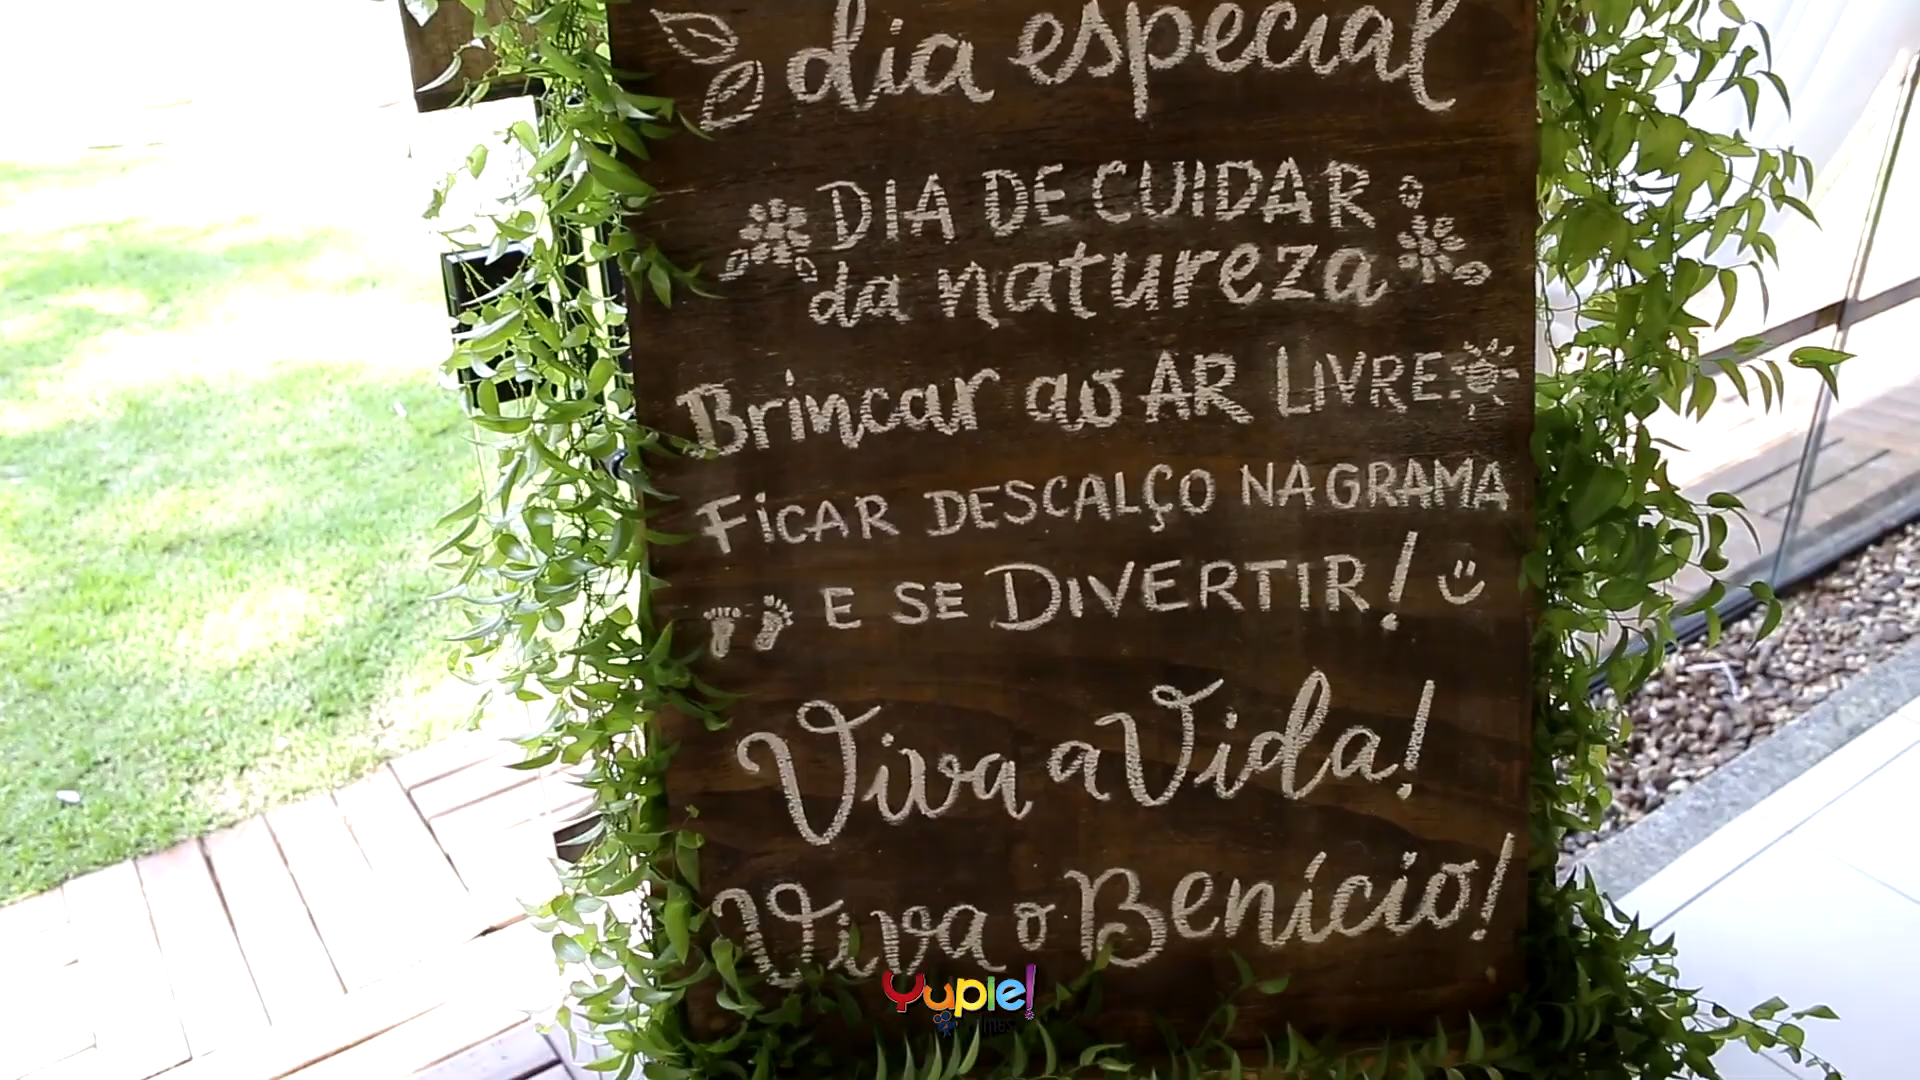 dia especial
DIA DE CUIDAR
da natureza
Brincar ao AR LIVRE.
FICAR DESCALÇO NA GRAMA
E SE DIVERTIR!
Viva a Vida!
Viva o Benício!
Yupie!